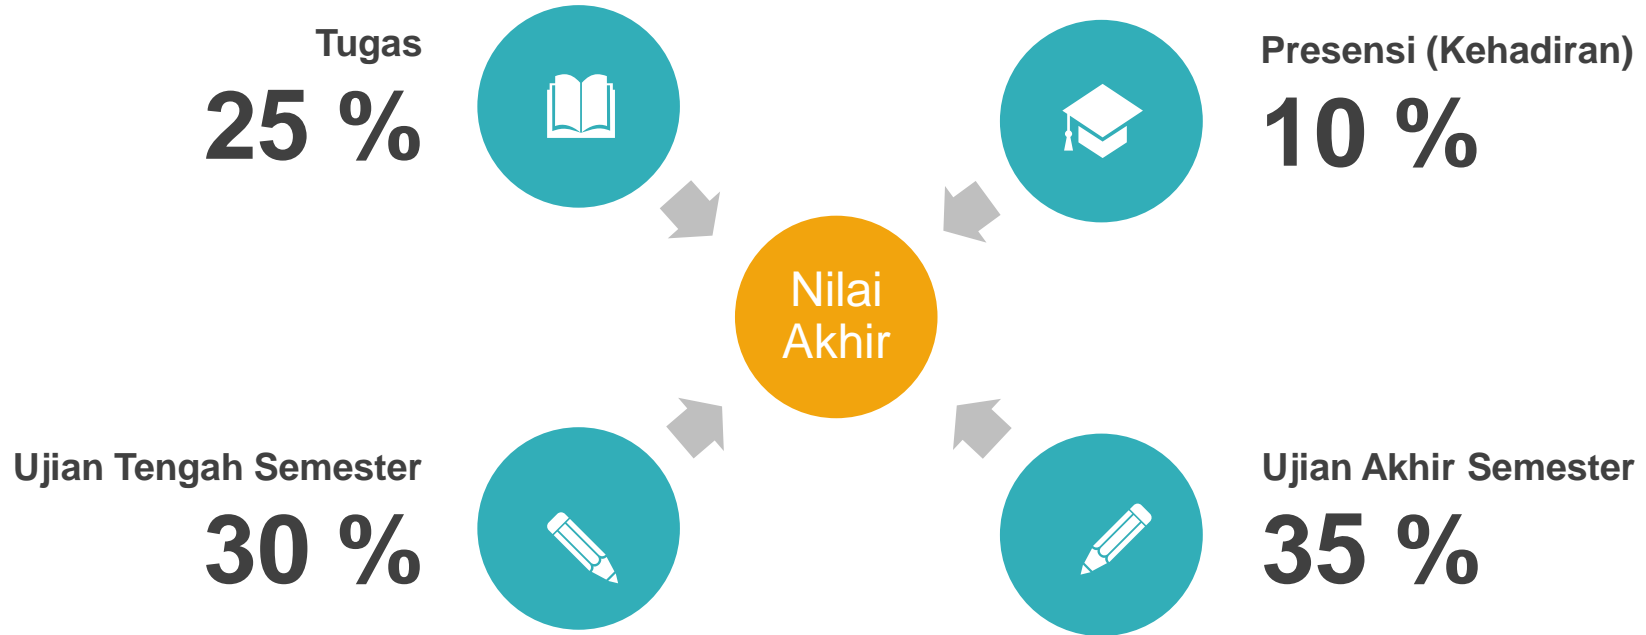 Tugas
25 %
Presensi (Kehadiran)
10 %
Nilai
Akhir
Ujian Tengah Semester
30 %
Ujian Akhir Semester
35 %